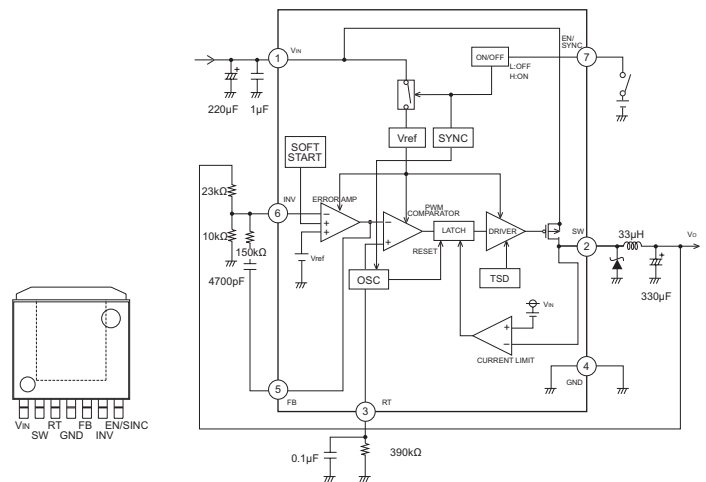 VIN
1
220µF
1µF
EN/
SYNC
7
ON/OFF
L:OFF
H:ON
Vref
SYNC
SOFT
START
23kΩ
INV
6
ERROR AMP
PWM
COMPARATOR
LATCH
DRIVER
SW
2
33µH
VO
10kΩ
150kΩ
4700pF
Vref
RESET
OSC
TSD
330µF
VIN
CURRENT LIMIT
4
GND
5
FB
3
RT
0.1µF
390kΩ
VIN
SW
RT
GND
FB
INV
EN/SINC
− + +
− +
+ −
+
+